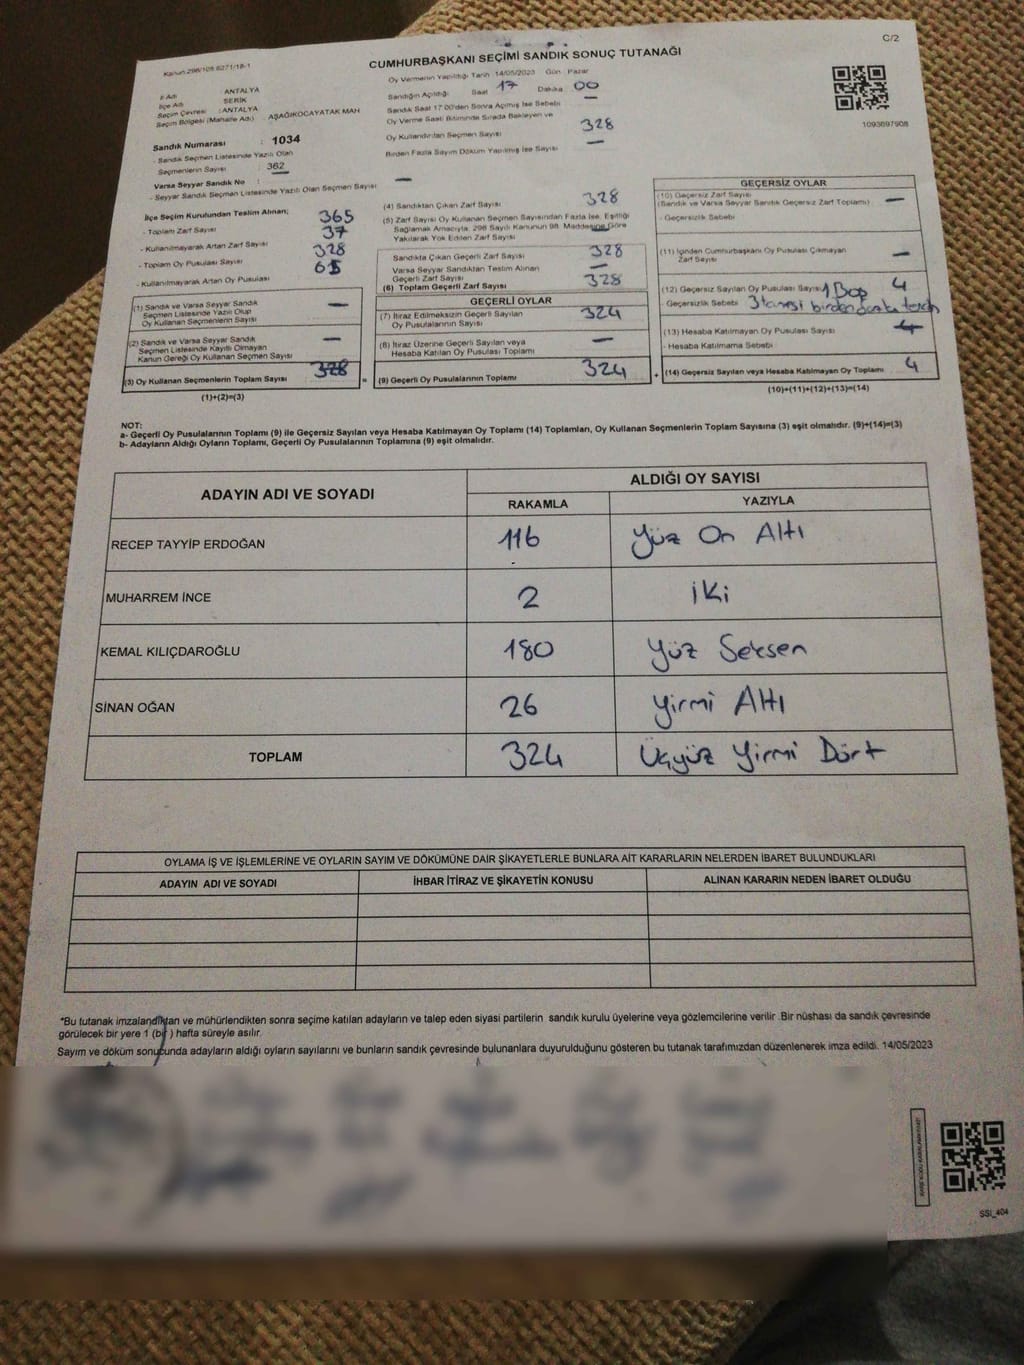 C/2
Kanun 298/105 6271/18-1
CUMHURBAŞKANI SEÇİMİ SANDIK SONUÇ TUTANAĞI
Oy Vermenin Yapıldığı Tarih 14/05/2023 Gün Pazar
İl Adı ANTALYA
İlçe Adı SERİK
Seçim Çevresi : ANTALYA
Seçim Bölgesi (Mahalle Adı) : AŞAĞIKOCAYATAK MAH
Sandığın Açıldığı Saat 17 Dakika 00
Sandık Saat 17.00'den Sonra Açılmış İse Sebebi —
Oy Verme Saati Bitiminde Sırada Bekleyen ve
Oy Kullandırılan Seçmen Sayısı 328
Birden Fazla Sayım Döküm Yapılmış İse Sayısı —
1093697908
Sandık Numarası : 1034
- Sandık Seçmen Listesinde Yazılı Olan
Seçmenlerin Sayısı : 362
Varsa Seyyar Sandık No : —
- Seyyar Sandık Seçmen Listesinde Yazılı Olan Seçmen Sayısı
İlçe Seçim Kurulundan Teslim Alınan;
- Toplam Zarf Sayısı 365
- Kullanılmayarak Artan Zarf Sayısı 37
- Toplam Oy Pusulası Sayısı 328
- Kullanılmayarak Artan Oy Pusulası
(1) Sandık ve Varsa Seyyar Sandık
Seçmen Listesinde Yazılı Olup
Oy Kullanan Seçmenlerin Sayısı —
(2) Sandık ve Varsa Seyyar Sandık
Seçmen Listesinde Kayıtlı Olmayan
Kanun Gereği Oy Kullanan Seçmen Sayısı —
(3) Oy Kullanan Seçmenlerin Toplam Sayısı 328
(1)+(2)=(3)
(4) Sandıktan Çıkan Zarf Sayısı 328
(5) Zarf Sayısı Oy Kullanan Seçmen Sayısından Fazla İse, Eşitliği
Sağlamak Amacıyla, 298 Sayılı Kanunun 98. Maddesine Göre
Yakılarak Yok Edilen Zarf Sayısı —
Sandıkta Çıkan Geçerli Zarf Sayısı 328
Varsa Seyyar Sandıktan Teslim Alınan
Geçerli Zarf Sayısı —
(6) Toplam Geçerli Zarf Sayısı 328
GEÇERLİ OYLAR
(7) İtiraz Edilmeksizin Geçerli Sayılan
Oy Pusulalarının Sayısı 324
(8) İtiraz Üzerine Geçerli Sayılan veya
Hesaba Katılan Oy Pusulası Toplamı —
= (9) Geçerli Oy Pusulalarının Toplamı 324
GEÇERSİZ OYLAR
(10) Geçersiz Zarf Sayısı
(Sandık ve Varsa Seyyar Sandık Geçersiz Zarf Toplamı) —
- Geçersizlik Sebebi
(11) İçinden Cumhurbaşkanı Oy Pusulası Çıkmayan
Zarf Sayısı —
(12) Geçersiz Sayılan Oy Pusulası Sayısı 1 Boş 4
- Geçersizlik Sebebi 3 tanesi birden fazla tercih
(13) Hesaba Katılmayan Oy Pusulası Sayısı
- Hesaba Katılmama Sebebi
+ (14) Geçersiz Sayılan veya Hesaba Katılmayan Oy Toplamı 4
(10)+(11)+(12)+(13)=(14)
NOT:
a- Geçerli Oy Pusulalarının Toplamı (9) ile Geçersiz Sayılan veya Hesaba Katılmayan Oy Toplamı (14) Toplamları, Oy Kullanan Seçmenlerin Toplam Sayısına (3) eşit olmalıdır. (9)+(14)=(3)
b- Adayların Aldığı Oyların Toplamı, Geçerli Oy Pusulalarının Toplamına (9) eşit olmalıdır.
ADAYIN ADI VE SOYADI ALDIĞI OY SAYISI
RAKAMLA YAZIYLA
RECEP TAYYİP ERDOĞAN 116 Yüz On Altı
MUHARREM İNCE 2 İki
KEMAL KILIÇDAROĞLU 180 Yüz Seksen
SİNAN OĞAN 26 Yirmi Altı
TOPLAM 324 Üçyüz Yirmi Dört
OYLAMA İŞ VE İŞLEMLERİNE VE OYLARIN SAYIM VE DÖKÜMÜNE DAİR ŞİKAYETLERLE BUNLARA AİT KARARLARIN NELERDEN İBARET BULUNDUKLARI
ADAYIN ADI VE SOYADI İHBAR İTİRAZ VE ŞİKAYETİN KONUSU ALINAN KARARIN NEDEN İBARET OLDUĞU
*Bu tutanak imzalandıktan ve mühürlendikten sonra seçime katılan adayların ve talep eden siyasi partilerin sandık kurulu üyelerine veya gözlemcilerine verilir .Bir nüshası da sandık çevresinde
görülecek bir yere 1 (bir ) hafta süreyle asılır.
Sayım ve döküm sonucunda adayların aldığı oyların sayılarını ve bunların sandık çevresinde bulunanlara duyurulduğunu gösteren bu tutanak tarafımızdan düzenlenerek imza edildi. 14/05/2023
SSI_404